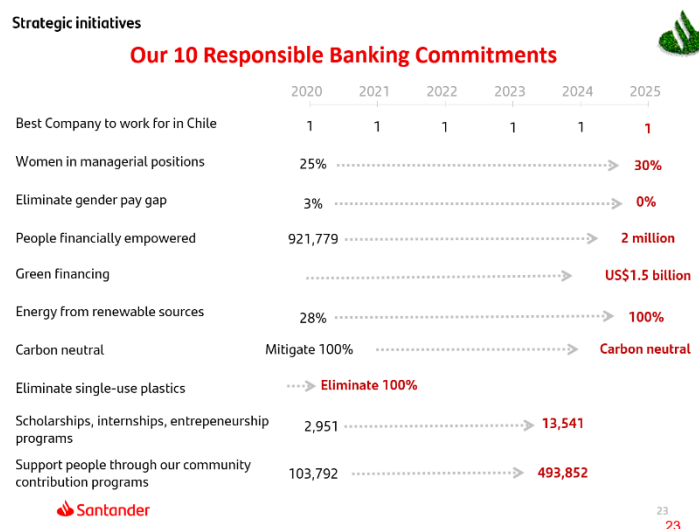 Strategic initiatives
Our 10 Responsible Banking Commitments
2020 2021 2022 2023 2024 2025
Best Company to work for in Chile 1 1 1 1 1 1
Women in managerial positions 25% 30%
Eliminate gender pay gap 3% 0%
People financially empowered 921,779 2 million
Green financing US$1.5 billion
Energy from renewable sources 28% 100%
Carbon neutral Mitigate 100% Carbon neutral
Eliminate single-use plastics Eliminate 100%
Scholarships, internships, entrepeneurship
programs 2,951 13,541
Support people through our community
contribution programs 103,792 493,852
Santander
23
23